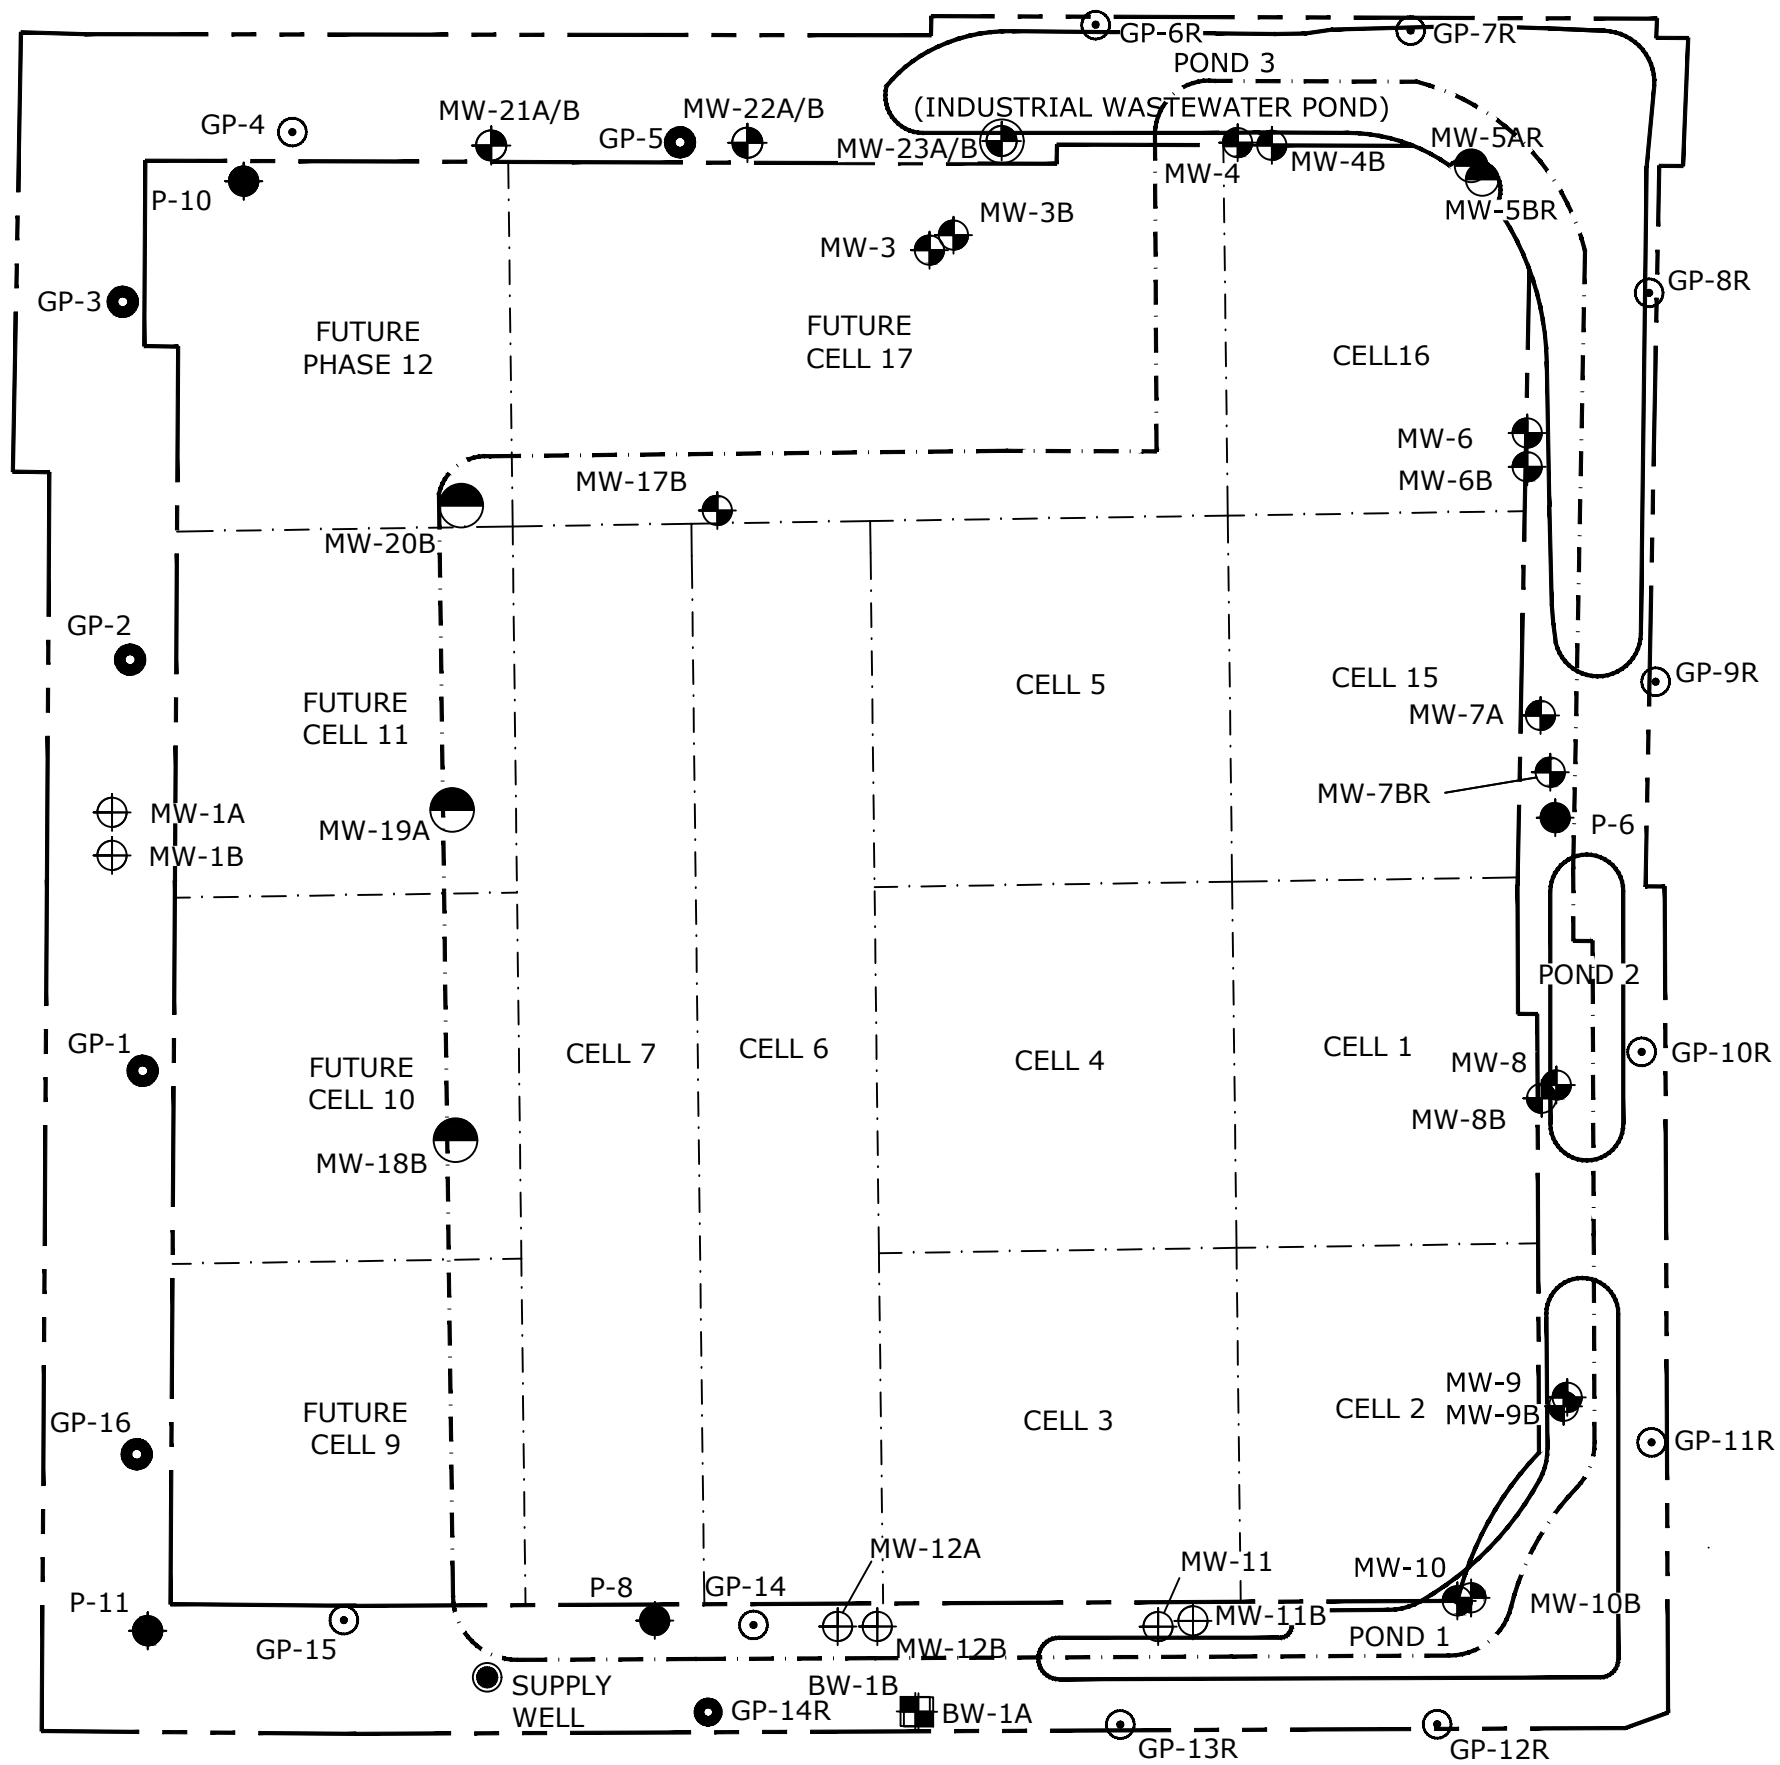 GP-6R
GP-7R
POND 3
(INDUSTRIAL WASTEWATER POND)
MW-21A/B
MW-22A/B
GP-4
GP-5
MW-23A/B
MW-5AR
MW-4
MW-4B
P-10
MW-5BR
MW-3B
MW-3
GP-3
GP-8R
FUTURE
PHASE 12
FUTURE
CELL 17
CELL16
MW-6
MW-6B
MW-17B
MW-20B
GP-2
FUTURE
CELL 11
CELL 5
CELL 15
GP-9R
MW-7A
MW-7BR
MW-1A
MW-19A
P-6
MW-1B
POND 2
GP-1
FUTURE
CELL 10
CELL 7
CELL 6
CELL 4
CELL 1
MW-8
GP-10R
MW-8B
MW-18B
MW-9
MW-9B
GP-16
FUTURE
CELL 9
CELL 3
CELL 2
GP-11R
MW-12A
MW-11
MW-10
P-11
P-8
GP-14
MW-10B
MW-11B
GP-15
MW-12B
POND 1
SUPPLY
WELL
BW-1B
GP-14R
BW-1A
GP-13R
GP-12R